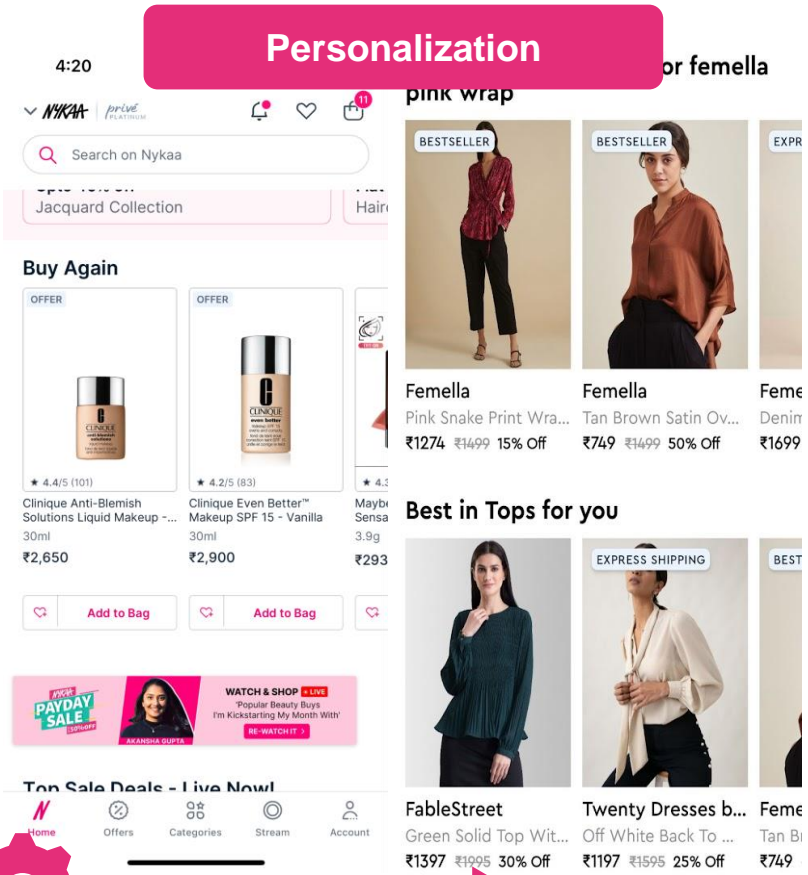 Personalization
4:20
NYKAA privé
PLATINUM
11
Search on Nykaa
Jacquard Collection
Buy Again
OFFER
OFFER
CLINIQUE
CLINIQUE
even better
★ 4.4/5 (101)
★ 4.2/5 (83)
★ 4.3
Clinique Anti-Blemish
Solutions Liquid Makeup -...
30ml
₹2,650
Clinique Even Better™
Makeup SPF 15 - Vanilla
30ml
₹2,900
Maybe
Sensa
3.9g
₹293
Add to Bag
Add to Bag
NYKAA
PAYDAY
SALE
AKANSHA GUPTA
WATCH & SHOP LIVE
'Popular Beauty Buys
I'm Kickstarting My Month With'
RE-WATCH IT >
Top Sale Deals - Live Now!
N
Home
Offers
Categories
Stream
Account
or femella
pink wrap
BESTSELLER
BESTSELLER
EXPR
Femella
Pink Snake Print Wra...
₹1274 ₹1499 15% Off
Femella
Tan Brown Satin Ov...
₹749 ₹1499 50% Off
Feme
Denim
₹1699
Best in Tops for you
EXPRESS SHIPPING
BEST
FableStreet
Green Solid Top Wit...
₹1397 ₹1995 30% Off
Twenty Dresses b...
Off White Back To ...
₹1197 ₹1595 25% Off
Feme
Tan Br
₹749